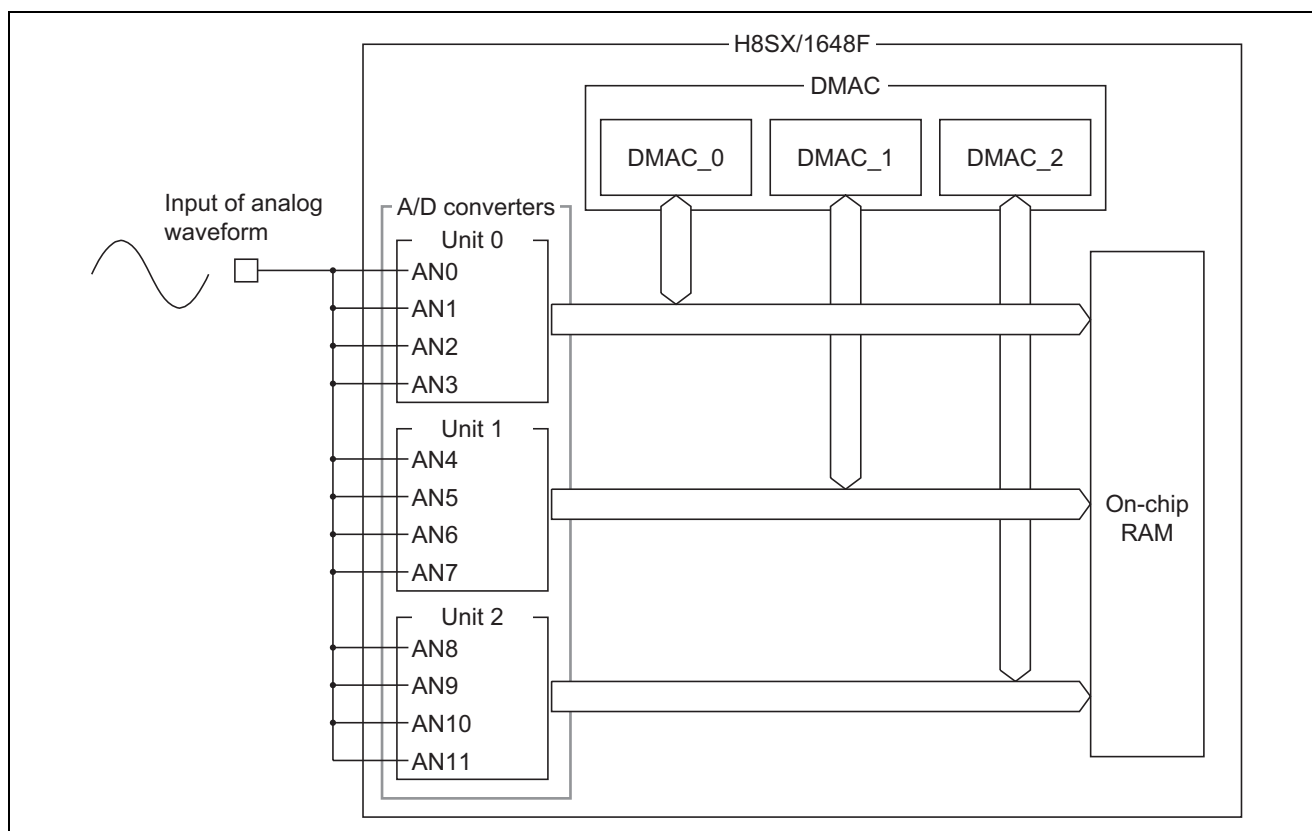 H8SX/1648F
DMAC
DMAC_0
DMAC_1
DMAC_2
Input of analog
waveform
A/D converters
Unit 0
AN0
AN1
AN2
AN3
Unit 1
AN4
AN5
AN6
AN7
Unit 2
AN8
AN9
AN10
AN11
On-chip
RAM